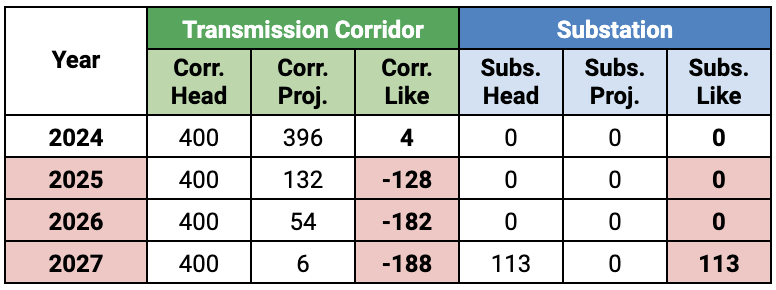 Year Transmission Corridor Substation
Corr. Head Corr. Proj. Corr. Like Subs. Head Subs. Proj. Subs. Like
2024 400 396 4 0 0 0
2025 400 132 -128 0 0 0
2026 400 54 -182 0 0 0
2027 400 6 -188 113 0 113